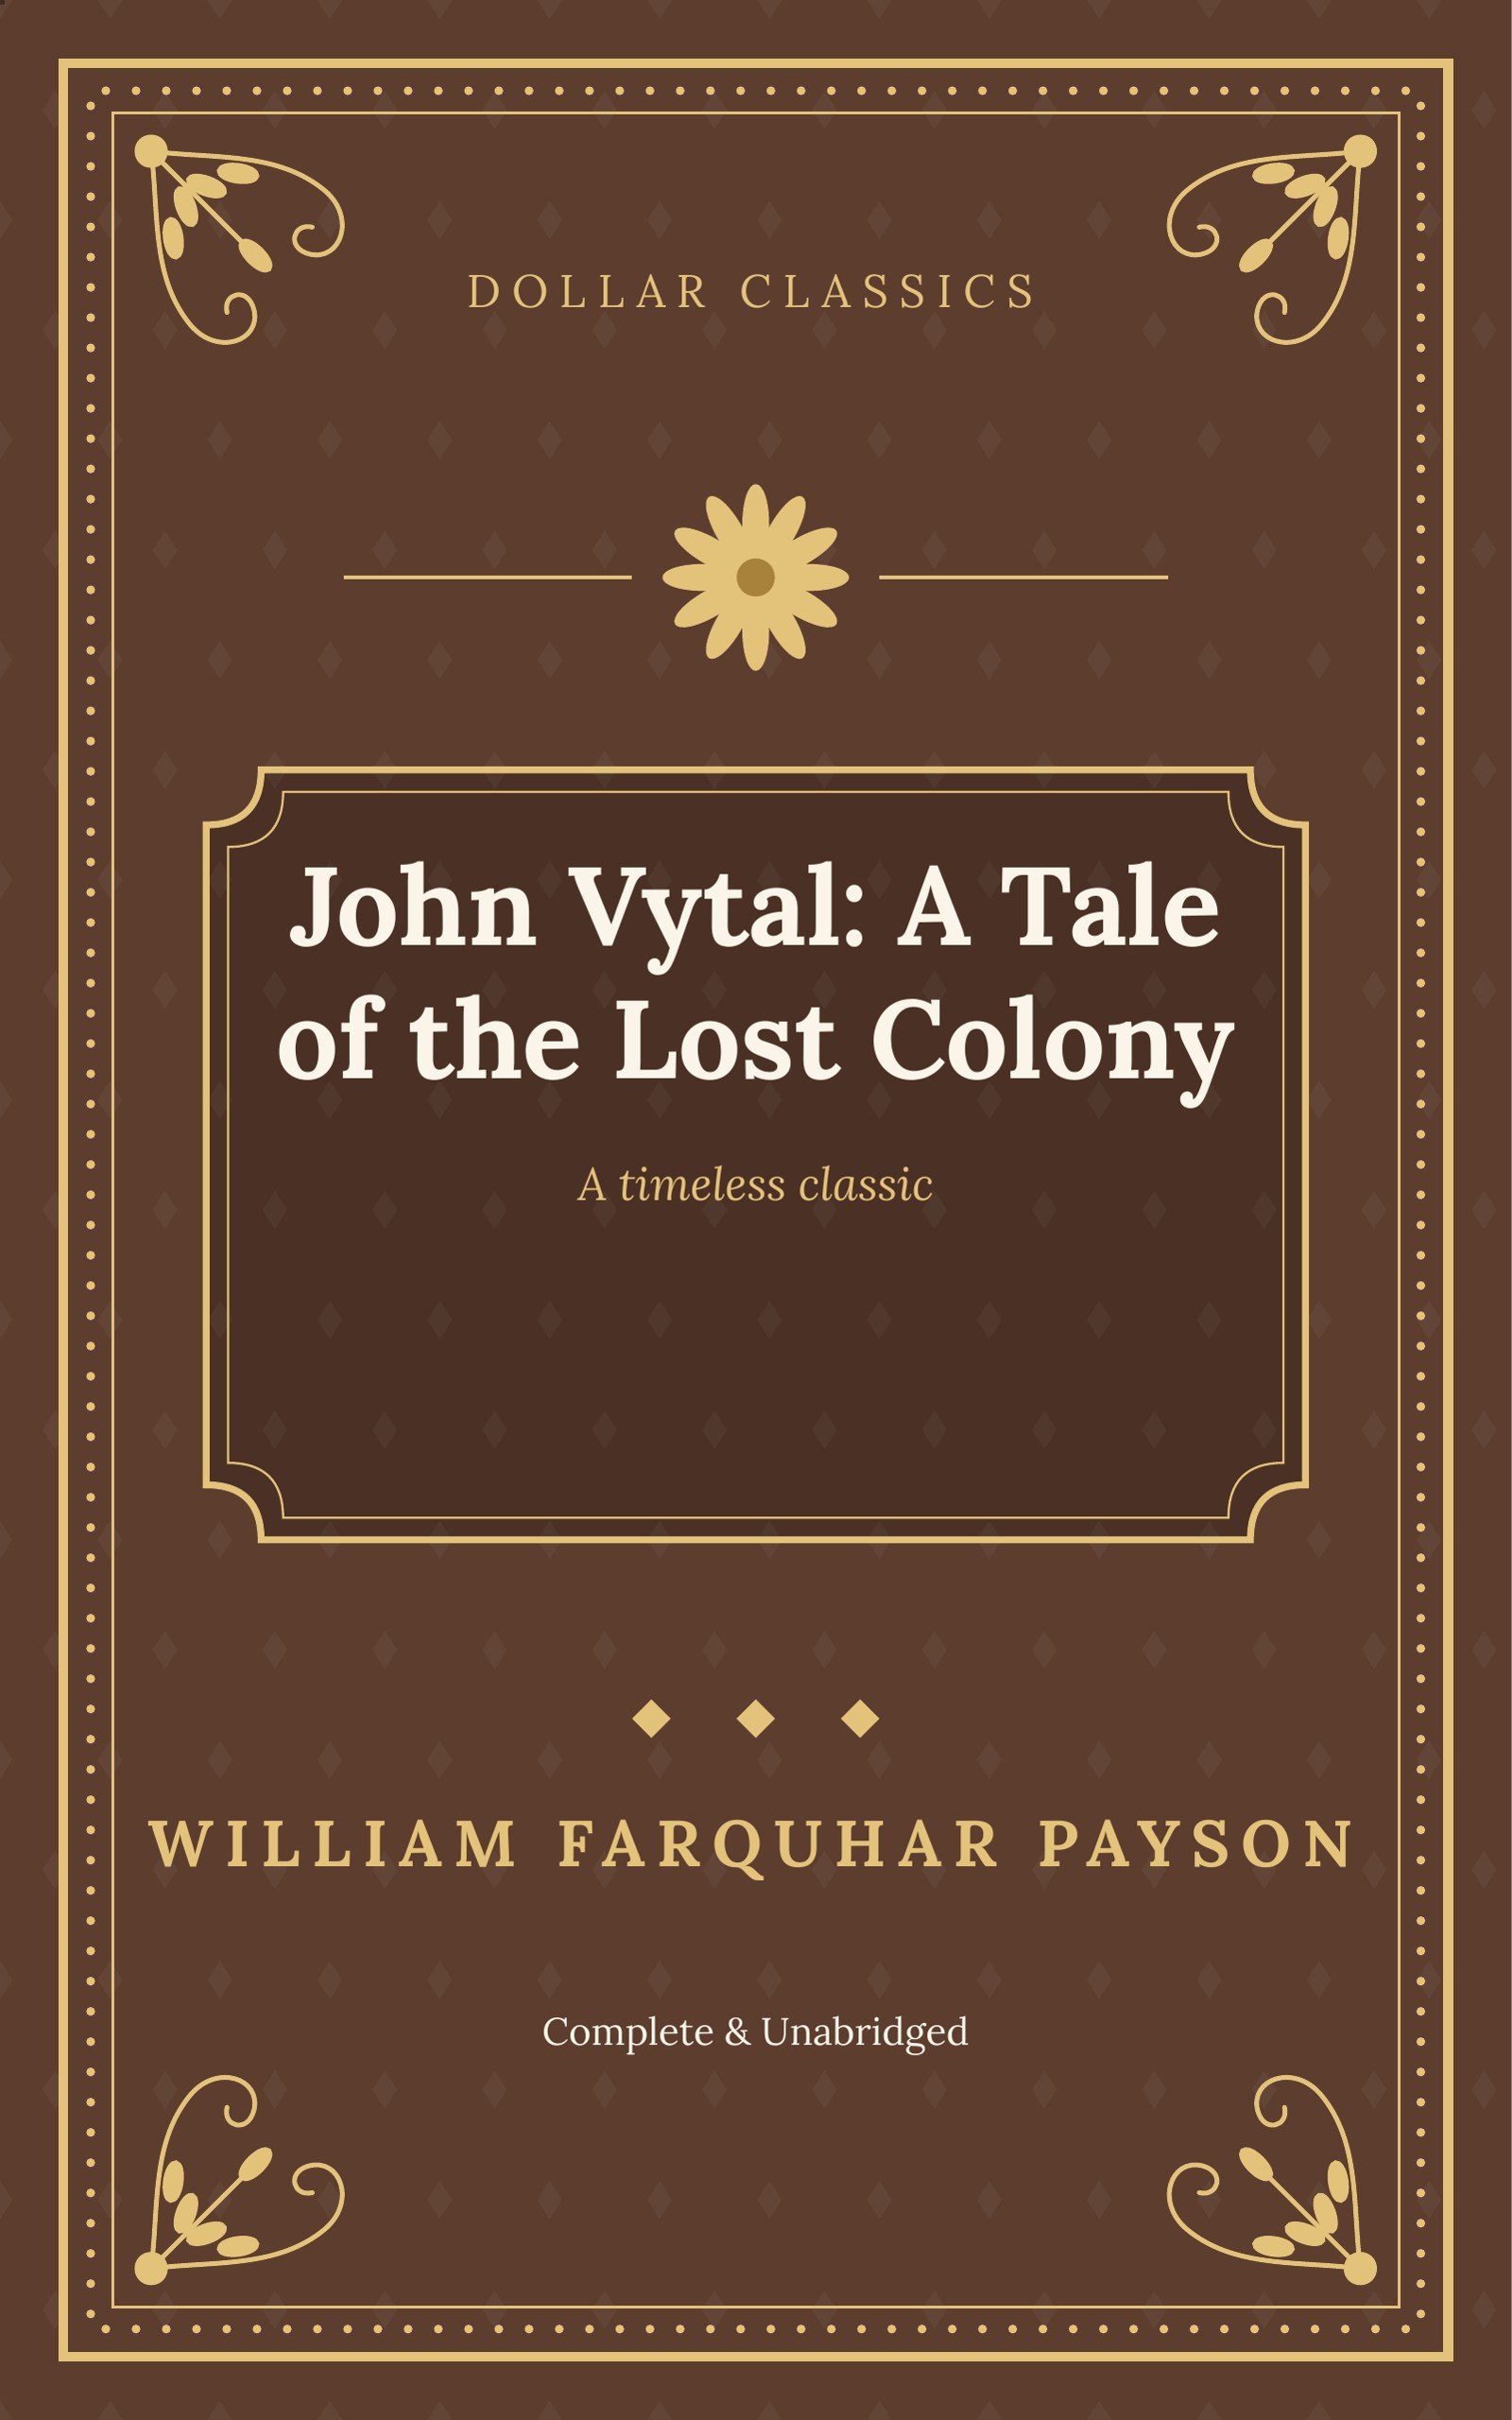 DOLLAR CLASSICS
John Vytal: A Tale
of the Lost Colony
A timeless classic
WILLIAM FARQUHAR PAYSON
Complete & Unabridged